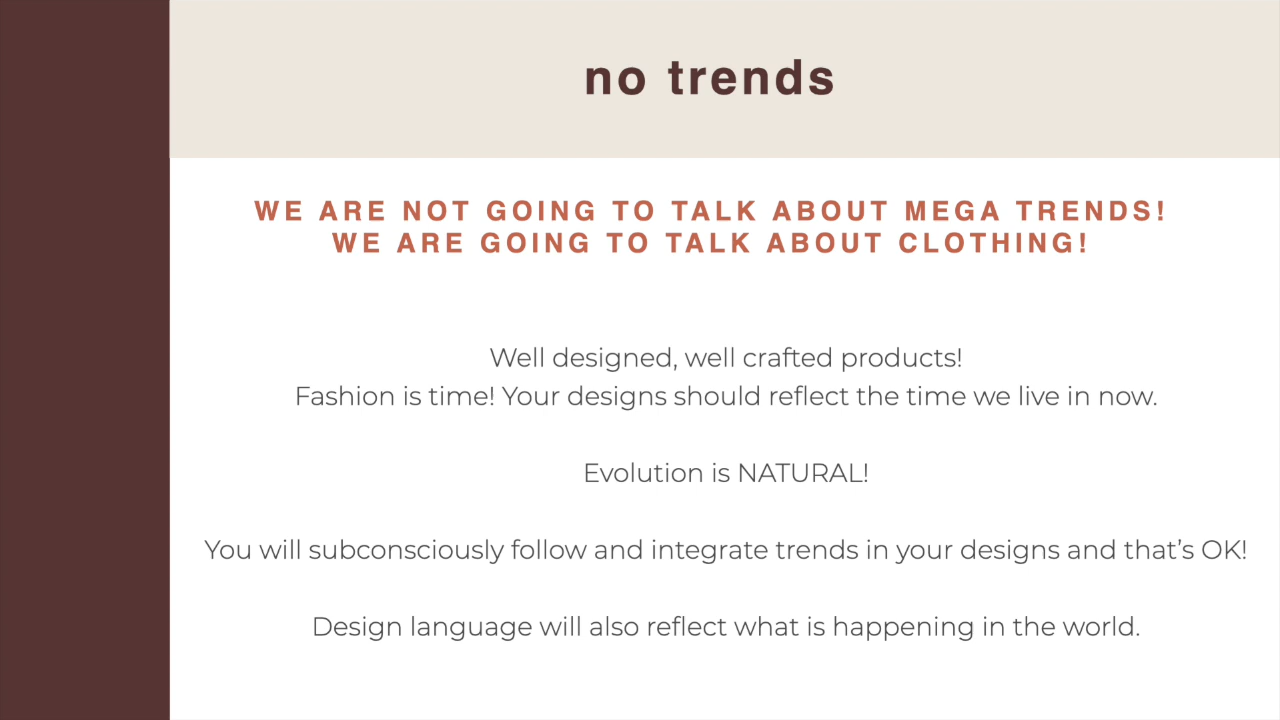 no trends
WE ARE NOT GOING TO TALK ABOUT MEGA TRENDS!
WE ARE GOING TO TALK ABOUT CLOTHING!
Well designed, well crafted products!
Fashion is time! Your designs should reflect the time we live in now.
Evolution is NATURAL!
You will subconsciously follow and integrate trends in your designs and that’s OK!
Design language will also reflect what is happening in the world.